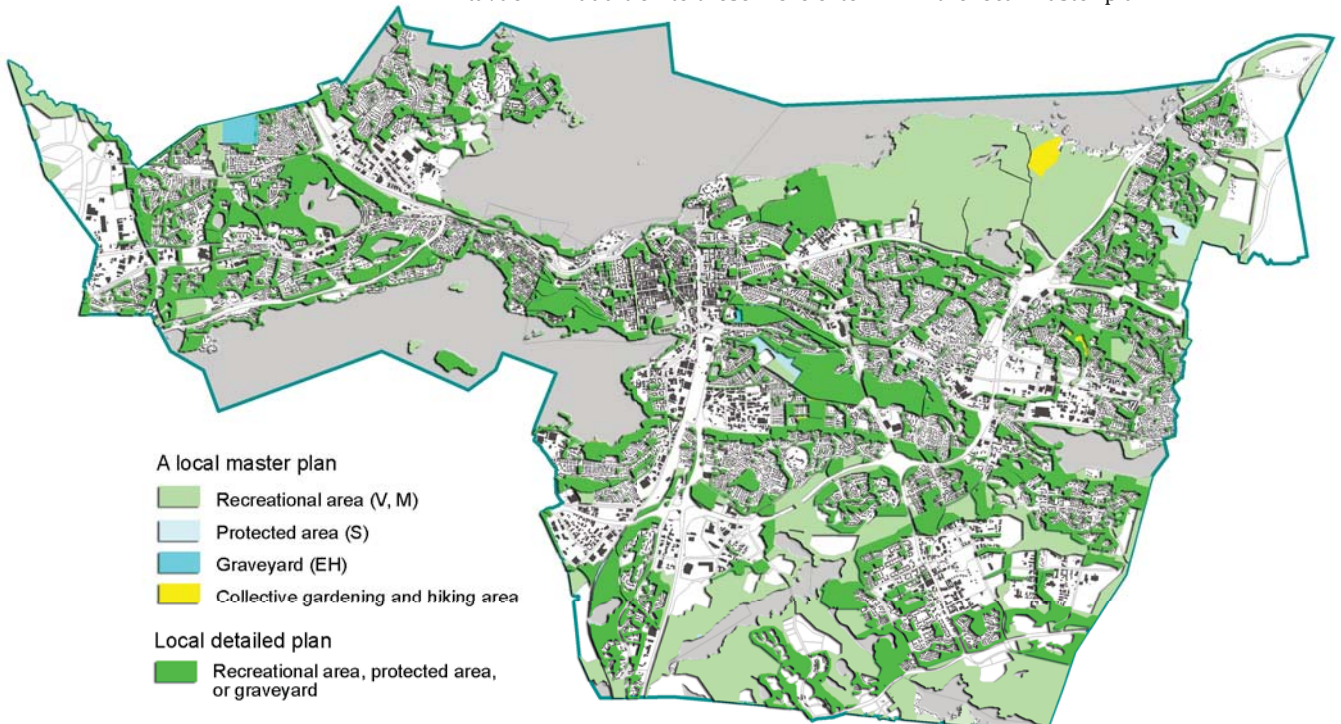 A local master plan
Recreational area (V, M)
Protected area (S)
Graveyard (EH)
Collective gardening and hiking area
Local detailed plan
Recreational area, protected area,
or graveyard